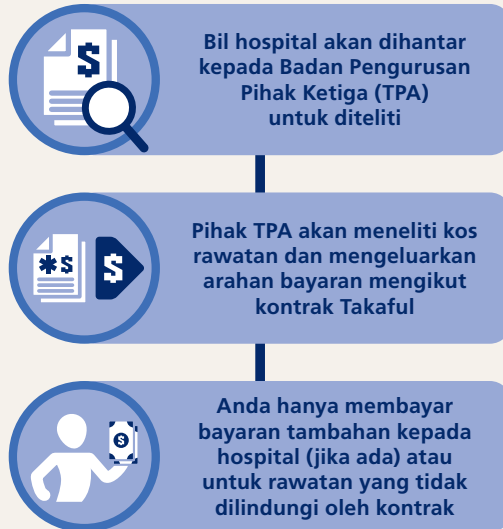 $
Bil hospital akan dihantar
kepada Badan Pengurusan
Pihak Ketiga (TPA)
untuk diteliti
*$
$
Pihak TPA akan meneliti kos
rawatan dan mengeluarkan
arahan bayaran mengikut
kontrak Takaful
$
Anda hanya membayar
bayaran tambahan kepada
hospital (jika ada) atau
untuk rawatan yang tidak
dilindungi oleh kontrak